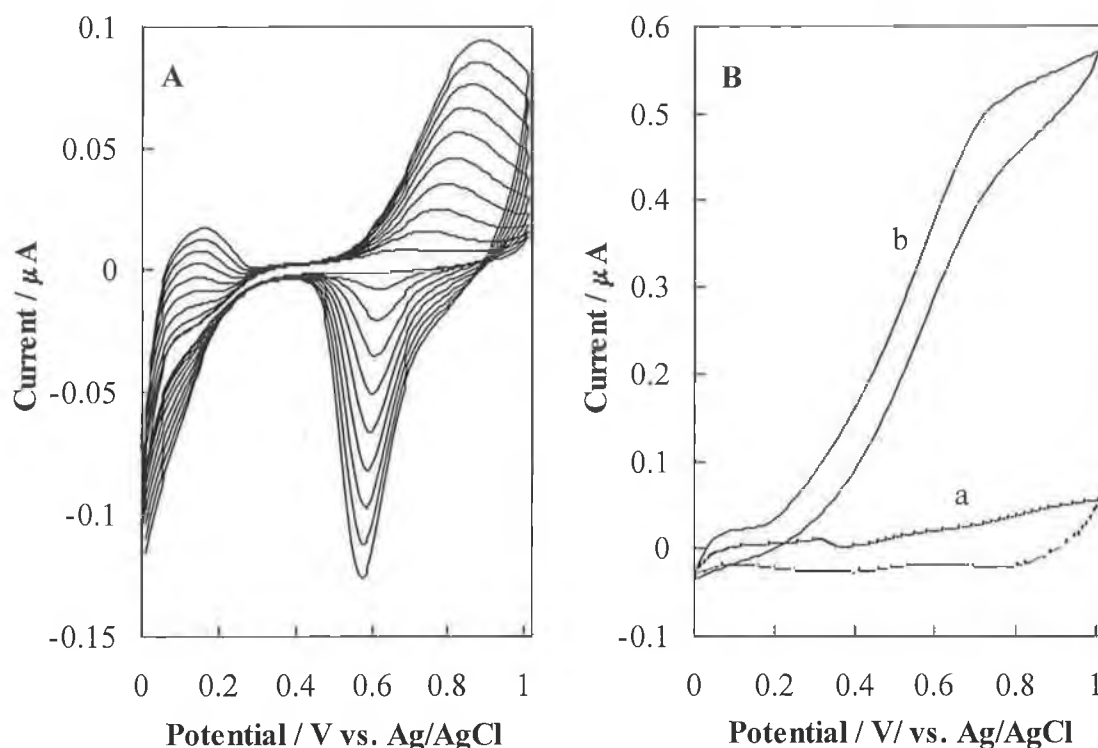 A
0.1
0.05
0
-0.05
-0.1
-0.15
Current / μ A
0 0.2 0.4 0.6 0.8 1
Potential / V vs. Ag/AgCl
B
0.6
0.5
0.4
0.3
0.2
0.1
0
-0.1
Current / μ A
b
a
0 0.2 0.4 0.6 0.8 1
Potential / V/ vs. Ag/AgCl